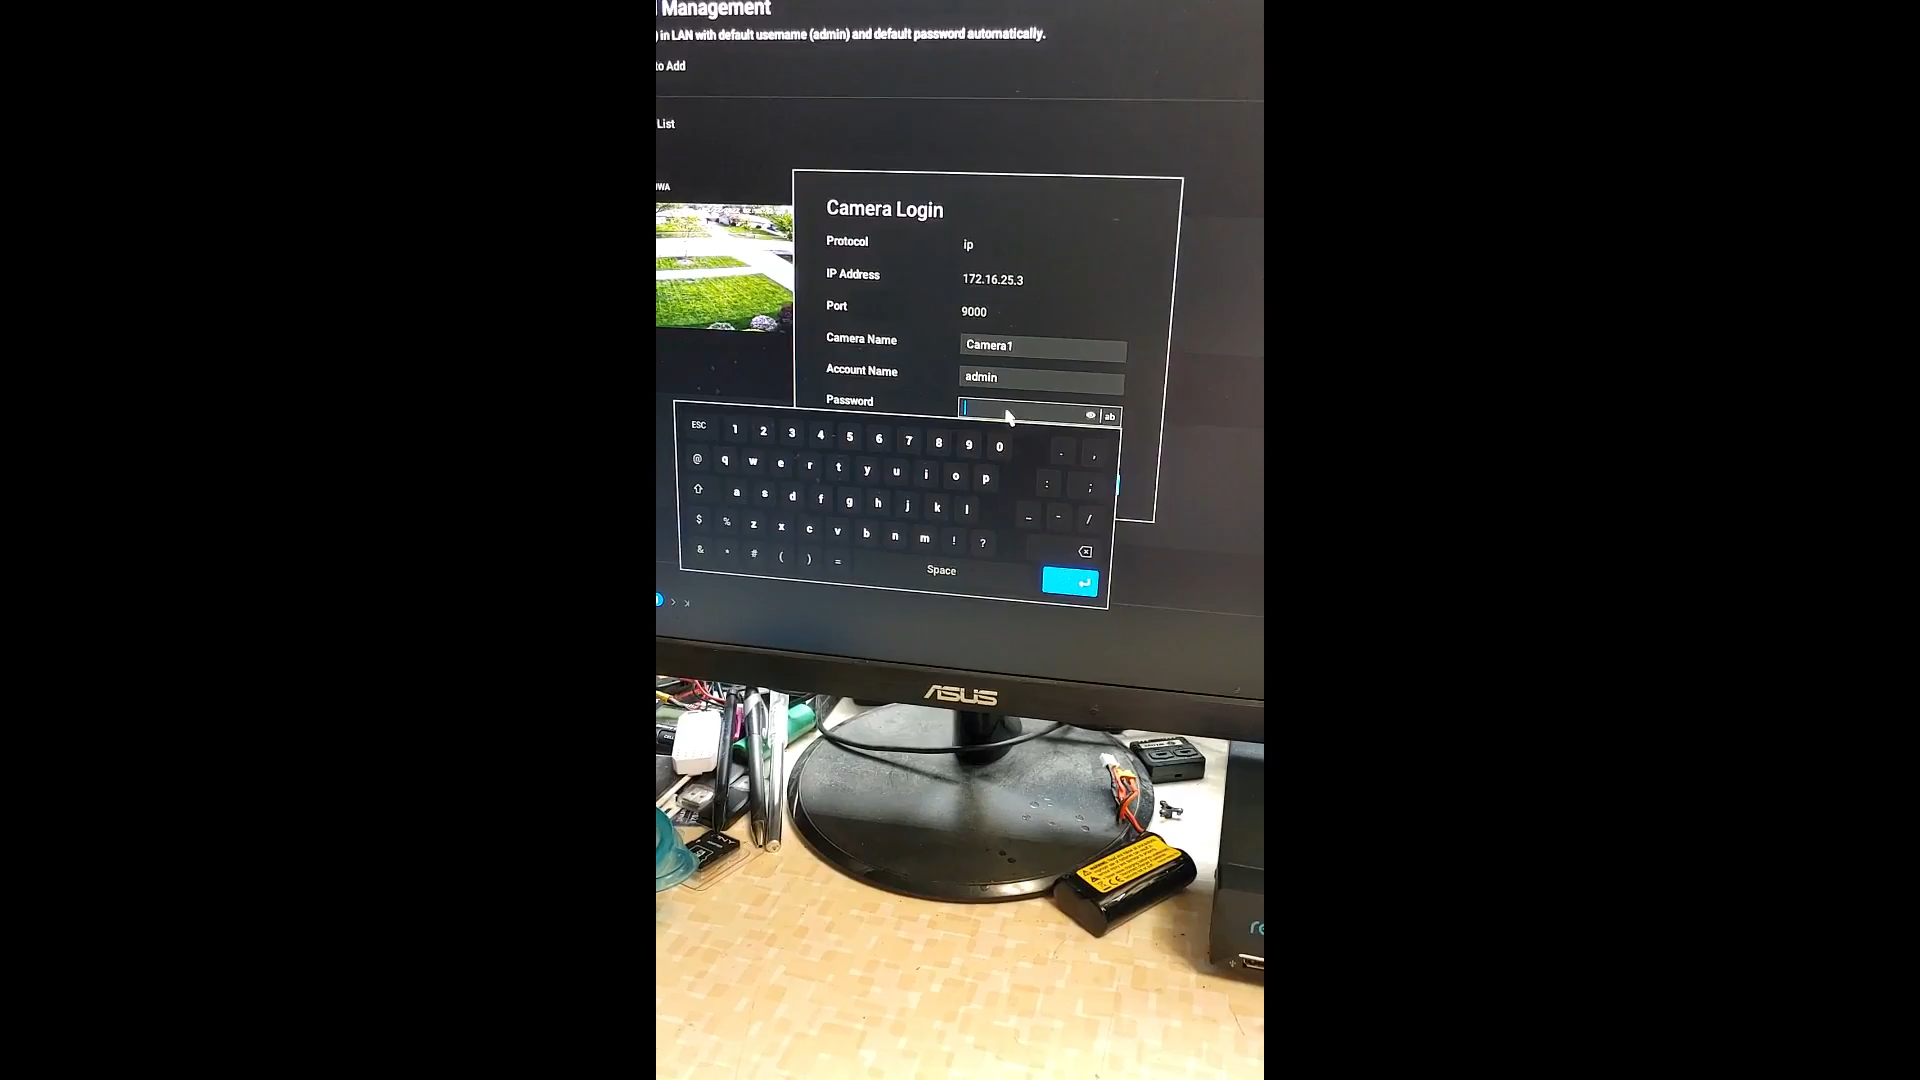 Management
in LAN with default username (admin) and default password automatically.
to Add
List
Camera Login
Protocol ip
IP Address 172.16.25.3
Port 9000
Camera Name Camera1
Account Name admin
Password ab
ESC 1 2 3 4 5 6 7 8 9 0 . ,
@ q w e r t y u i o p : ;
a s d f g h j k l _ - /
$ % z x c v b n m ! ?
& * # ( ) =
Space
ASUS